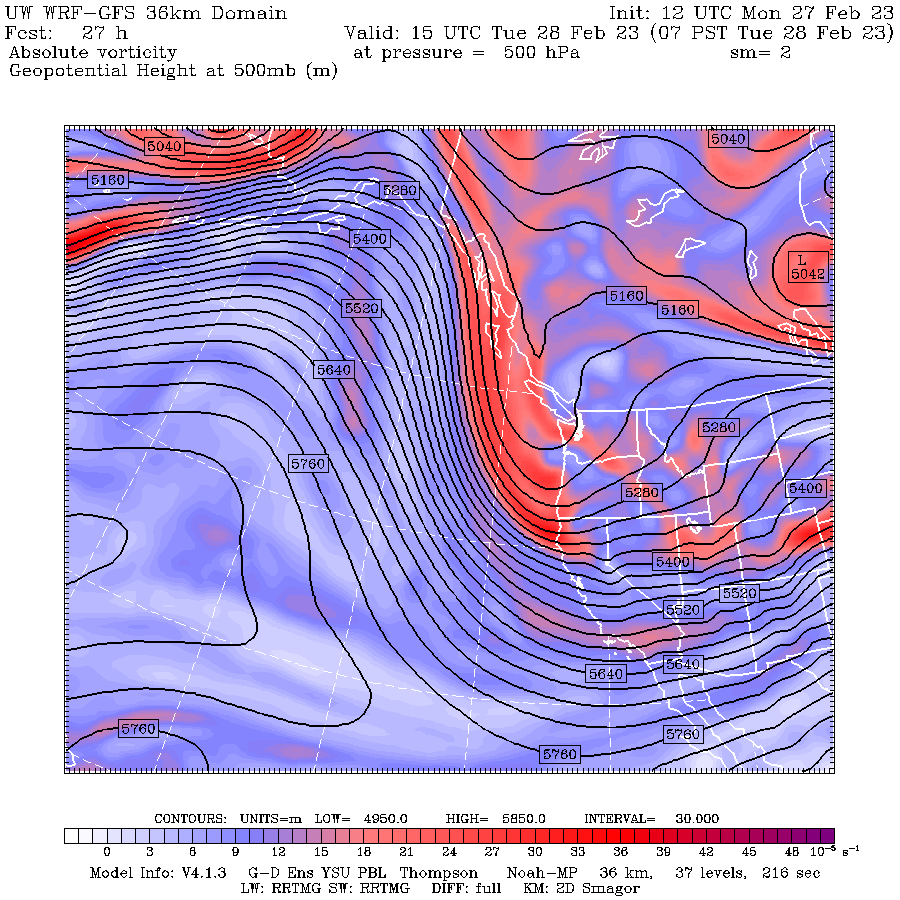 UW WRF-GFS 36km Domain Init: 12 UTC Mon 27 Feb 23
Fcst: 27 h Valid: 15 UTC Tue 28 Feb 23 (07 PST Tue 28 Feb 23)
Absolute vorticity at pressure = 500 hPa sm= 2
Geopotential Height at 500mb (m)
5040 5040
5160 5280
5400
L
5042
5160 5160
5520
5640
5280
5760
5280 5400
5400
5520
5520
5640 5640
5760 5760
5760
CONTOURS: UNITS=m LOW= 4950.0 HIGH= 5850.0 INTERVAL= 30.000
0 3 6 9 12 15 18 21 24 27 30 33 36 39 42 45 48 10⁻⁵ s⁻¹
Model Info: V4.1.3 G-D Ens YSU PBL Thompson Noah-MP 36 km, 37 levels, 216 sec
LW: RRTMG SW: RRTMG DIFF: full KM: 2D Smagor